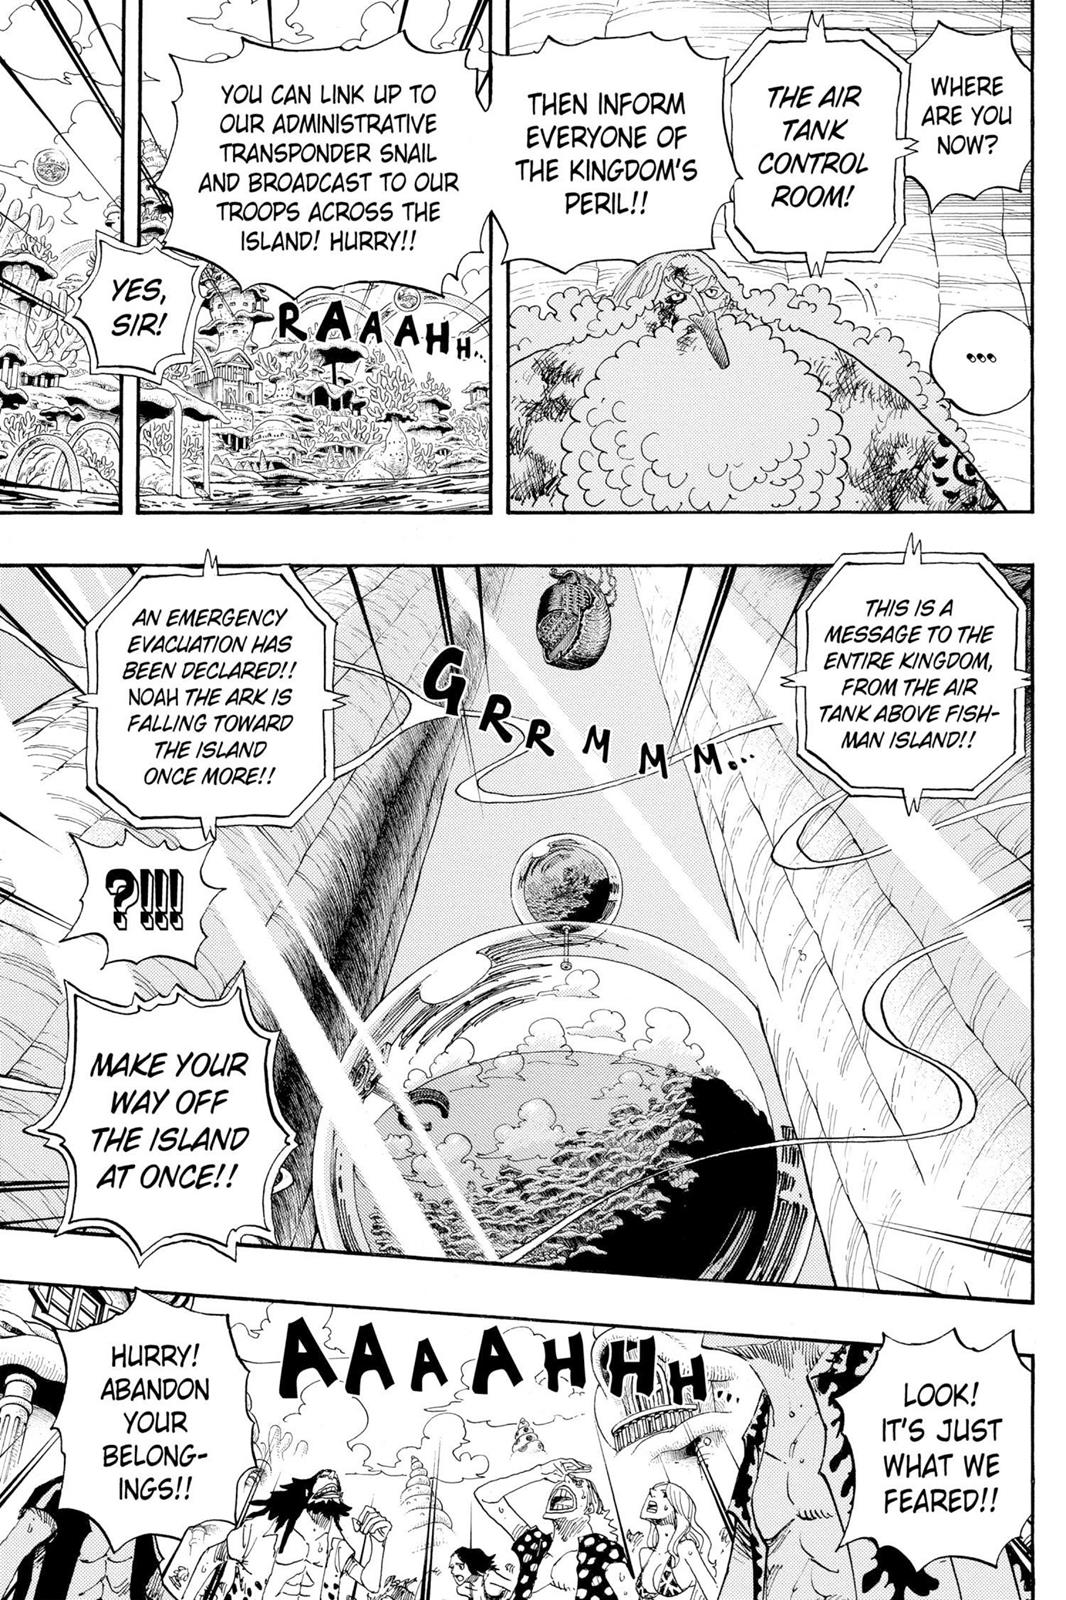 WHERE
ARE YOU
NOW?
THE AIR
TANK
CONTROL
ROOM!
THEN INFORM
EVERYONE OF
THE KINGDOM'S
PERIL!!
...
YOU CAN LINK UP TO
OUR ADMINISTRATIVE
TRANSPONDER SNAIL
AND BROADCAST TO OUR
TROOPS ACROSS THE
ISLAND! HURRY!!
RAAAHH...
YES,
SIR!
THIS IS A
MESSAGE TO THE
ENTIRE KINGDOM,
FROM THE AIR
TANK ABOVE FISH-
MAN ISLAND!!
GRRMMM...
AN EMERGENCY
EVACUATION HAS
BEEN DECLARED!!
NOAH THE ARK IS
FALLING TOWARD
THE ISLAND
ONCE MORE!!
?!!!
MAKE YOUR
WAY OFF
THE ISLAND
AT ONCE!!
LOOK!
IT'S JUST
WHAT WE
FEARED!!
AAAAHHH...
HURRY!
ABANDON
YOUR
BELONG-
INGS!!